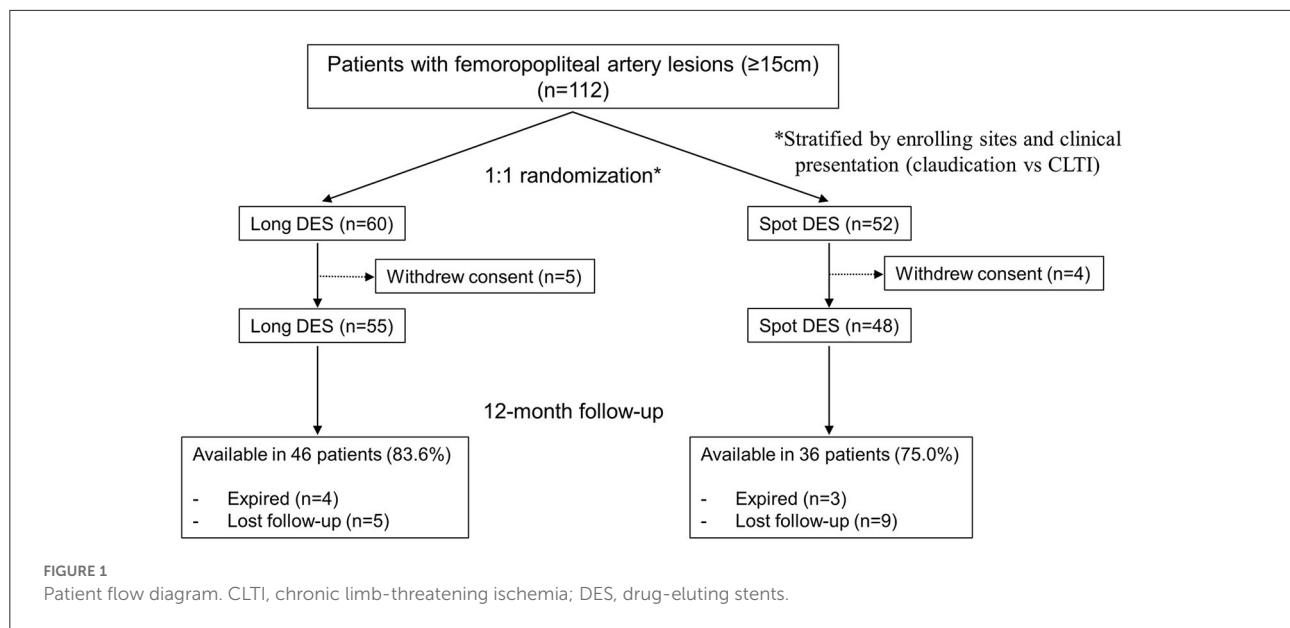 Patients with femoropopliteal artery lesions (≥15cm)
(n=112)
*Stratified by enrolling sites and clinical
presentation (claudication vs CLTI)
1:1 randomization*
Long DES (n=60)
Spot DES (n=52)
Withdrew consent (n=5)
Withdrew consent (n=4)
Long DES (n=55)
Spot DES (n=48)
12-month follow-up
Available in 46 patients (83.6%)
- Expired (n=4)
- Lost follow-up (n=5)
Available in 36 patients (75.0%)
- Expired (n=3)
- Lost follow-up (n=9)
FIGURE 1
Patient flow diagram. CLTI, chronic limb-threatening ischemia; DES, drug-eluting stents.